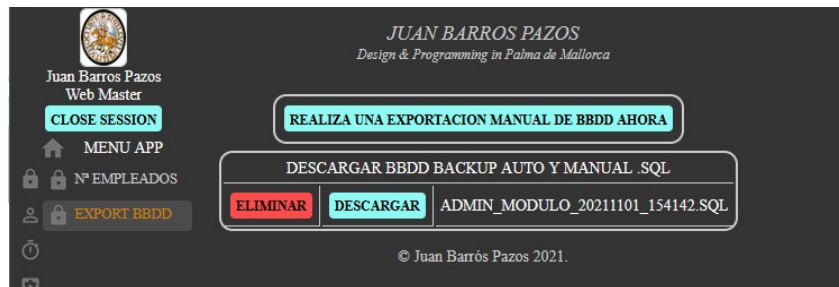 Juan Barros Pazos
Web Master
CLOSE SESSION
MENU APP
Nª EMPLEADOS
EXPORT BBDD
JUAN BARROS PAZOS
Design & Programming in Palma de Mallorca
REALIZA UNA EXPORTACION MANUAL DE BBDD AHORA
DESCARGAR BBDD BACKUP AUTO Y MANUAL .SQL
ELIMINAR DESCARGAR ADMIN_MODULO_20211101_154142.SQL
© Juan Barrós Pazos 2021.